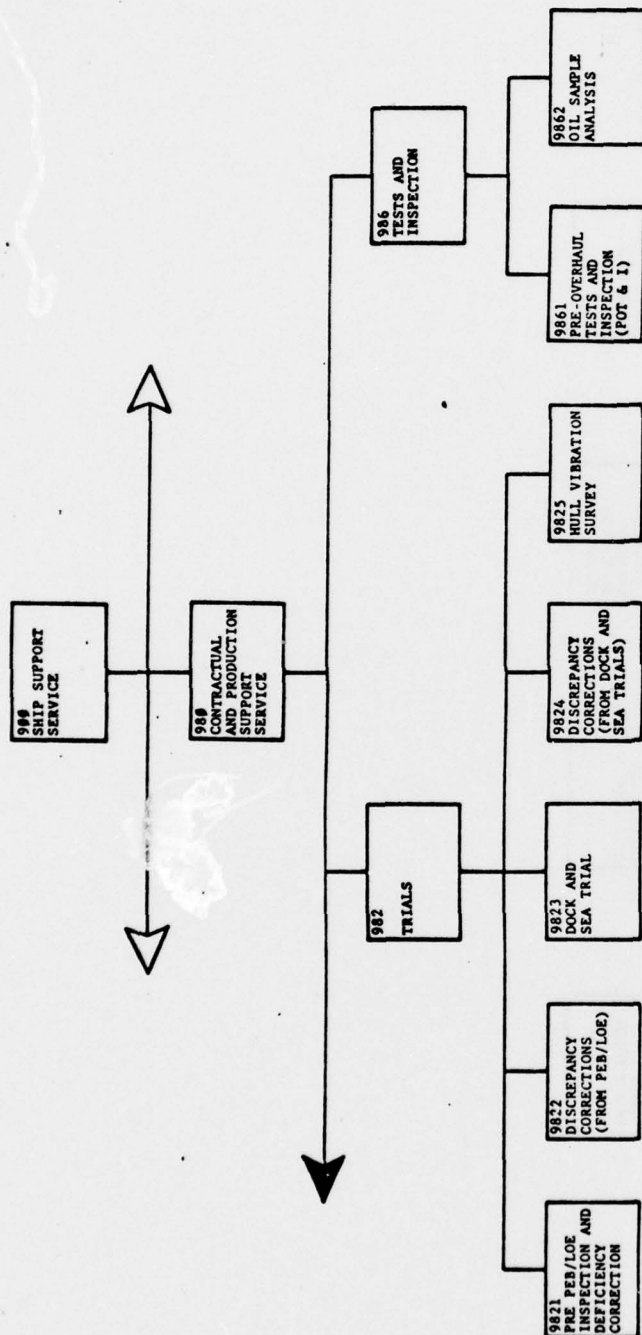 900
SHIP SUPPORT
SERVICE
980
CONTRACTUAL
AND PRODUCTION
SUPPORT
SERVICE
982
TRIALS
986
TESTS AND
INSPECTION
9821
PRE PEB/LOE
INSPECTION AND
DEFICIENCY
CORRECTION
9822
DISCREPANCY
CORRECTIONS
(FROM PEB/LOE)
9823
DOCK AND
SEA TRIAL
9824
DISCREPANCY
CORRECTIONS
(FROM DOCK AND
SEA TRIALS)
9825
HULL VIBRATION
SURVEY
9861
PRE-OVERHAUL
TESTS AND
INSPECTION
(POT & I)
9862
OIL SAMPLE
ANALYSIS